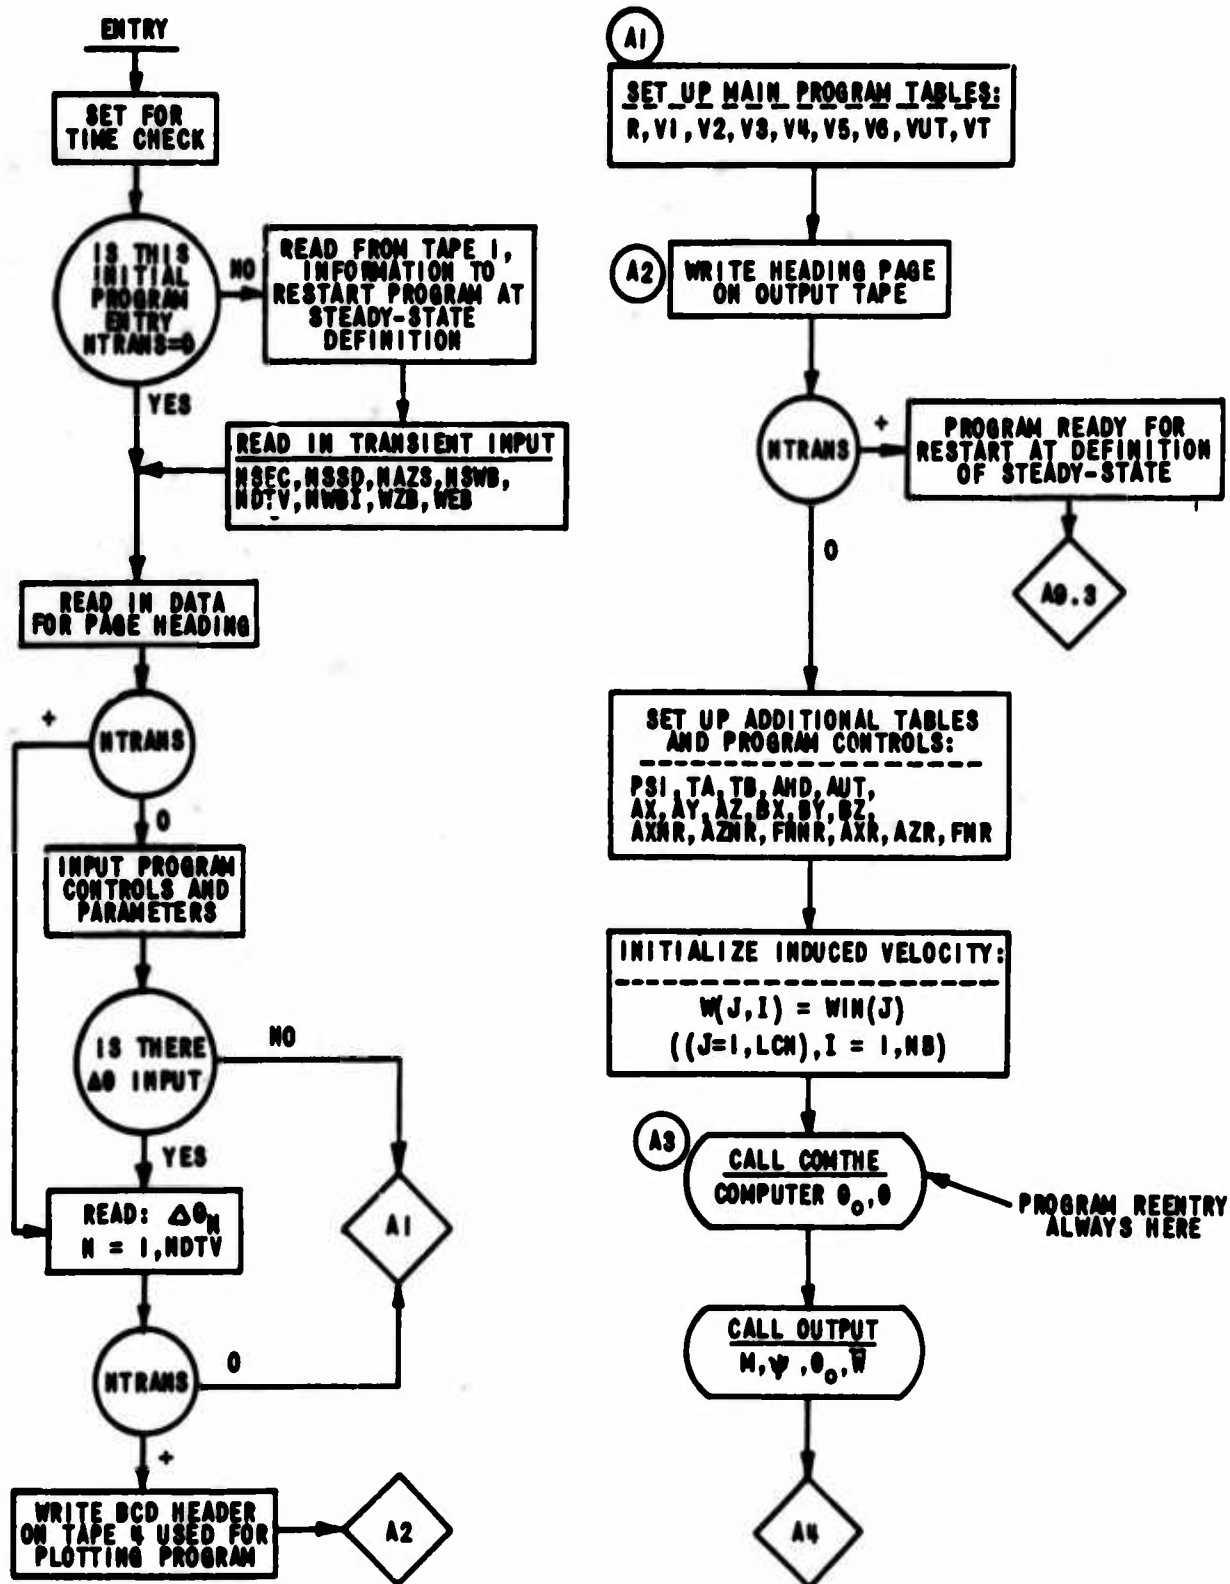 ENTRY
SET FOR
TIME CHECK
IS THIS
INITIAL
PROGRAM
ENTRY
NTRANS=0
NO
READ FROM TAPE 1,
INFORMATION TO
RESTART PROGRAM AT
STEADY-STATE
DEFINITION
YES
READ IN TRANSIENT INPUT
NSEC, NSSD, NAZS, NSWB,
NDTV, NWBI, WZB, WEB
READ IN DATA
FOR PAGE HEADING
NTRANS
+
0
INPUT PROGRAM
CONTROLS AND
PARAMETERS
IS THERE
Δθ INPUT
NO
YES
READ: Δθ_N
N = 1, NDTV
A1
NTRANS
0
+
WRITE BCD HEADER
ON TAPE 4 USED FOR
PLOTTING PROGRAM
A2
A1
SET UP MAIN PROGRAM TABLES:
R, V1, V2, V3, V4, V5, V6, VUT, VT
A2
WRITE HEADING PAGE
ON OUTPUT TAPE
NTRANS
+
PROGRAM READY FOR
RESTART AT DEFINITION
OF STEADY-STATE
A9.3
0
SET UP ADDITIONAL TABLES
AND PROGRAM CONTROLS:
PSI, TA, TB, AHD, AUT,
AX, AY, AZ, BX, BY, BZ,
AXNR, AZNR, FNNR, AXR, AZR, FNR
INITIALIZE INDUCED VELOCITY:
W(J,I) = WIN(J)
((J=1,LCN),I = 1,NB)
A3
CALL COMTHE
COMPUTER θ₀,θ
PROGRAM REENTRY
ALWAYS HERE
CALL OUTPUT
M,ψ,θ₀,W̅
A4